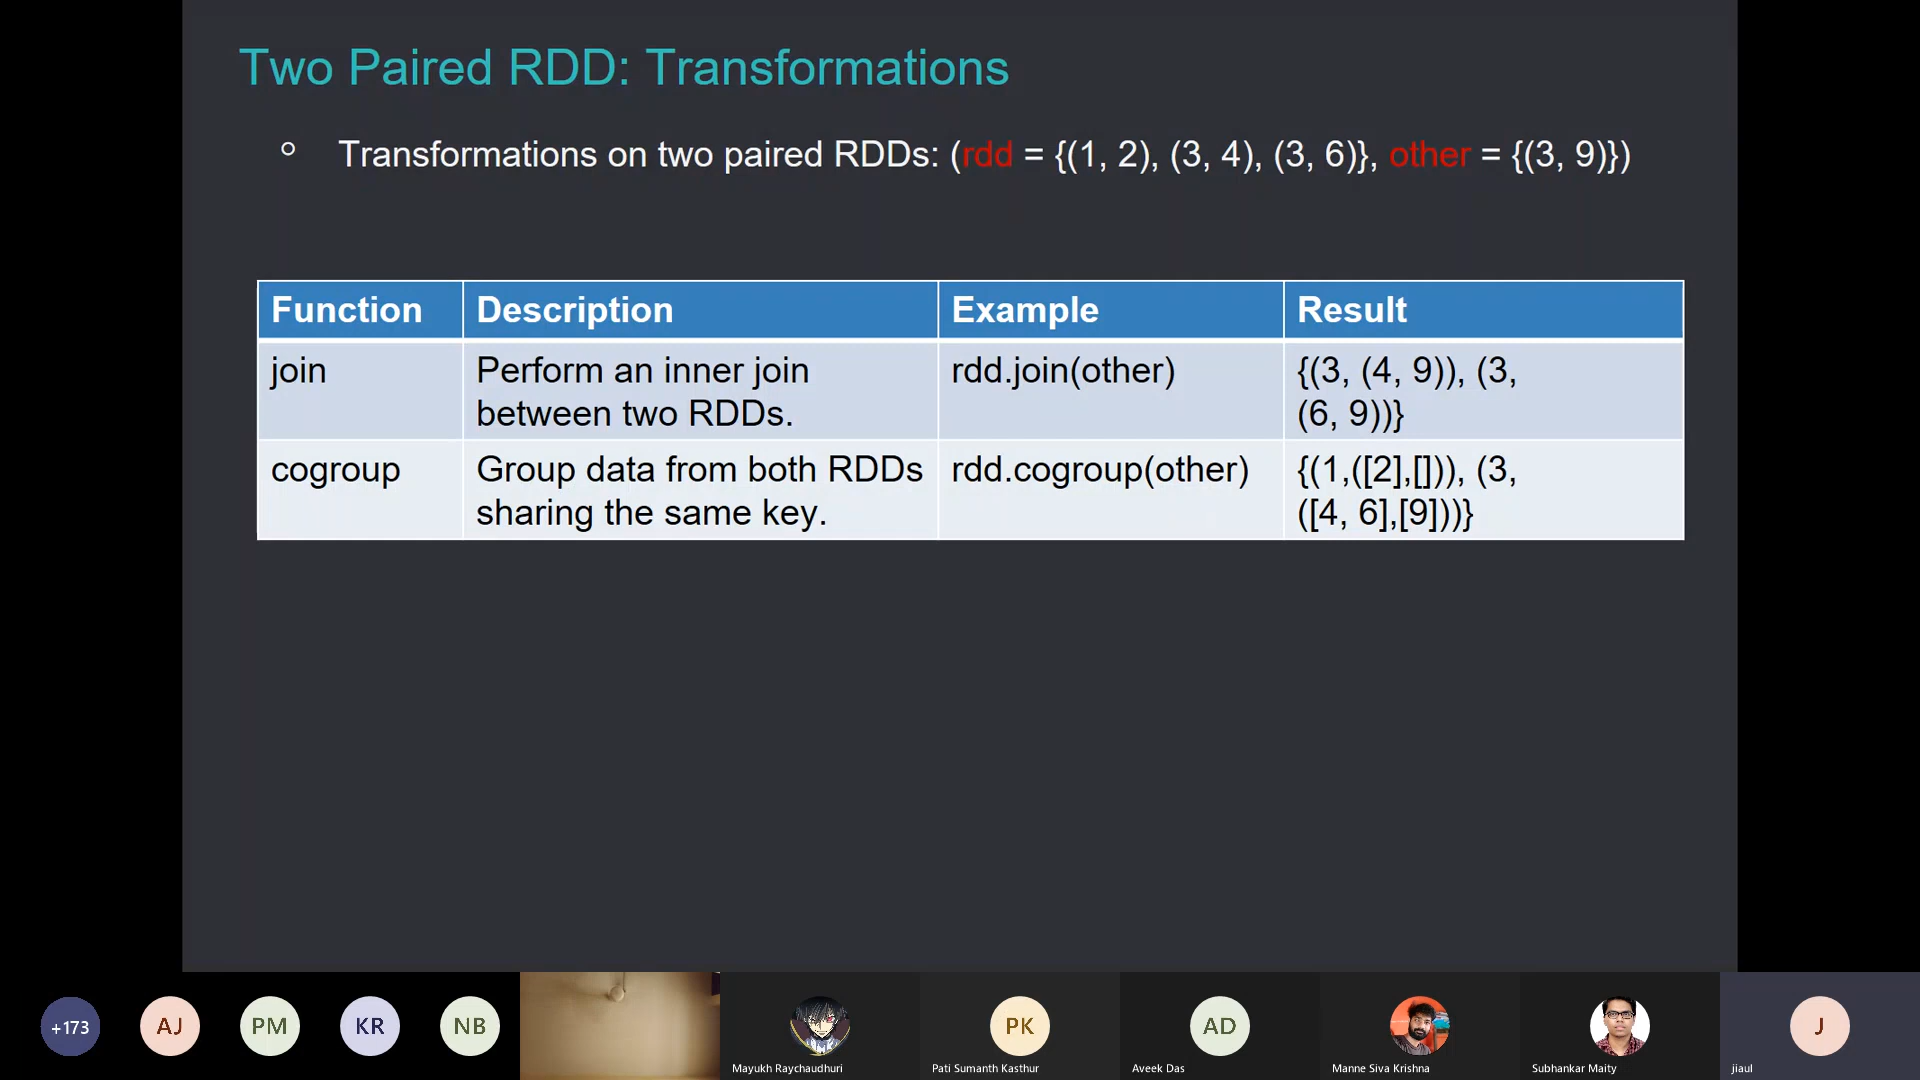 Two Paired RDD: Transformations
Transformations on two paired RDDs: (rdd = {(1, 2), (3, 4), (3, 6)}, other = {(3, 9)})
Function Description Example Result
join Perform an inner join rdd.join(other) {(3, (4, 9)), (3,
between two RDDs. (6, 9))}
cogroup Group data from both RDDs rdd.cogroup(other) {(1,([2],[])), (3,
sharing the same key. ([4, 6],[9]))}
+173 AJ PM KR NB PK AD J
Mayukh Raychaudhuri Pati Sumanth Kasthur Aveek Das Manne Siva Krishna Subhankar Maity jiaul